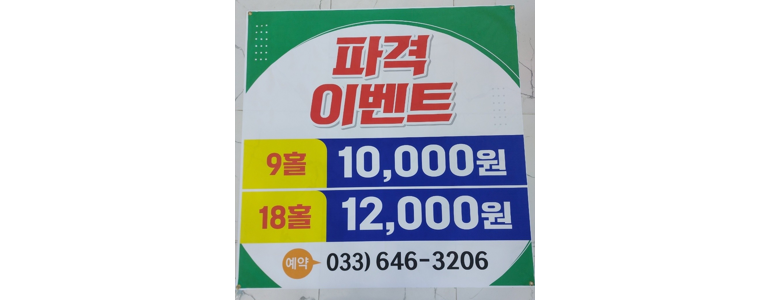 파격
이벤트
9홀 10,000원
18홀 12,000원
예약 033) 646-3206